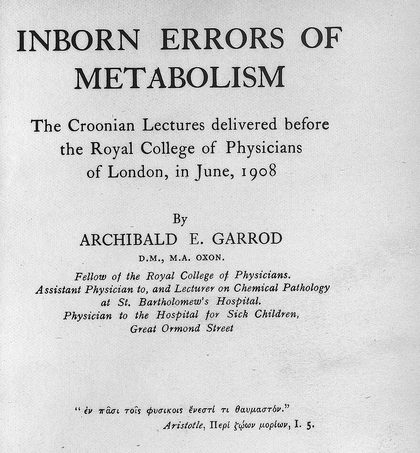 INBORN ERRORS OF
METABOLISM
The Croonian Lectures delivered before
the Royal College of Physicians
of London, in June, 1908
By
ARCHIBALD E. GARROD
D.M., M.A. OXON.
Fellow of the Royal College of Physicians.
Assistant Physician to, and Lecturer on Chemical Pathology
at St. Bartholomew's Hospital.
Physician to the Hospital for Sick Children,
Great Ormond Street
"ἐν πᾶσι τοῖς φυσικοις ἔνεστί τι θαυμαστόν."
Aristotle, Περὶ ζῴων μορίων, I. 5.